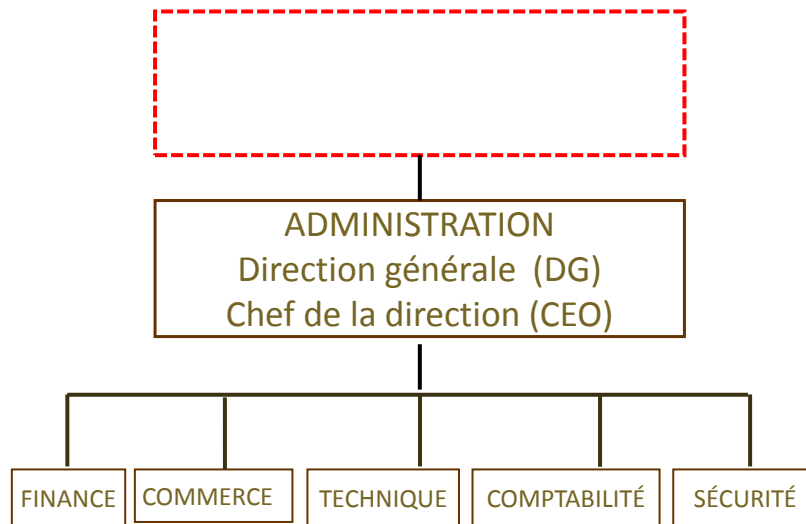 ADMINISTRATION
Direction générale (DG)
Chef de la direction (CEO)
FINANCE
COMMERCE
TECHNIQUE
COMPTABILITÉ
SÉCURITÉ